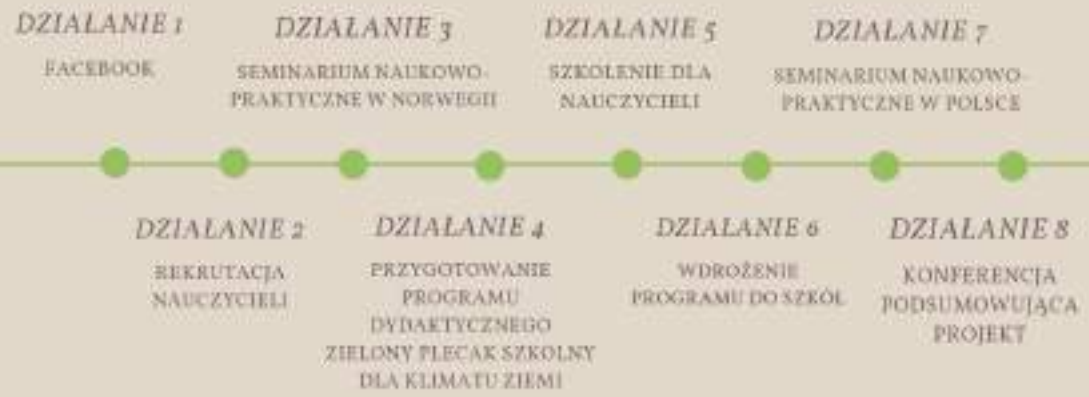 DZIAŁANIE 1
FACEBOOK
DZIAŁANIE 2
REKRUTACJA
NAUCZYCIELI
DZIAŁANIE 3
SEMINARIUM NAUKOWO-
PRAKTYCZNE W NORWEGII
DZIAŁANIE 4
PRZYGOTOWANIE
PROGRAMU
DYDAKTYCZNEGO
ZIELONY PLECAK SZKOLNY
DLA KLIMATU ZIEMI
DZIAŁANIE 5
SZKOLENIE DLA
NAUCZYCIELI
DZIAŁANIE 6
WDROŻENIE
PROGRAMU DO SZKÓŁ
DZIAŁANIE 7
SEMINARIUM NAUKOWO-
PRAKTYCZNE W POLSCE
DZIAŁANIE 8
KONFERENCJA
PODSUMOWUJĄCA
PROJEKT